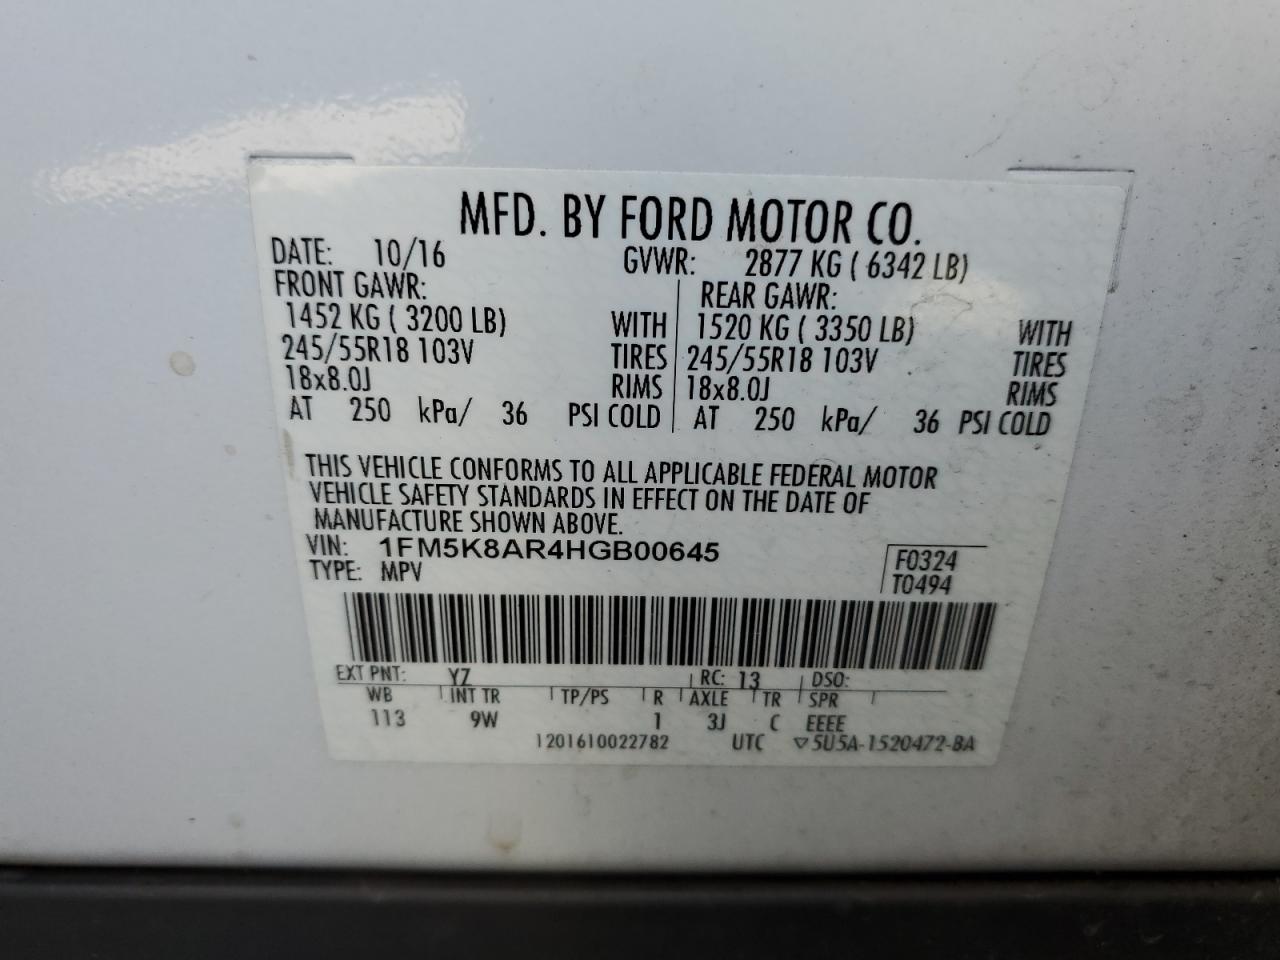 MFD. BY FORD MOTOR CO.
DATE: 10/16 GVWR: 2877 KG ( 6342 LB)
FRONT GAWR: REAR GAWR:
1452 KG ( 3200 LB) WITH 1520 KG ( 3350 LB) WITH
245/55R18 103V TIRES 245/55R18 103V TIRES
18x8.0J RIMS 18x8.0J RIMS
AT 250 kPa/ 36 PSI COLD AT 250 kPa/ 36 PSI COLD
THIS VEHICLE CONFORMS TO ALL APPLICABLE FEDERAL MOTOR
VEHICLE SAFETY STANDARDS IN EFFECT ON THE DATE OF
MANUFACTURE SHOWN ABOVE.
VIN: 1FM5K8AR4HGB00645 F0324
TYPE: MPV T0494
EXT PNT: YZ RC: 13 DSO:
WB INT TR TP/PS R AXLE TR SPR
113 9W 1 3J C EEEE
1201610022782 UTC ▽5U5A-1520472-BA